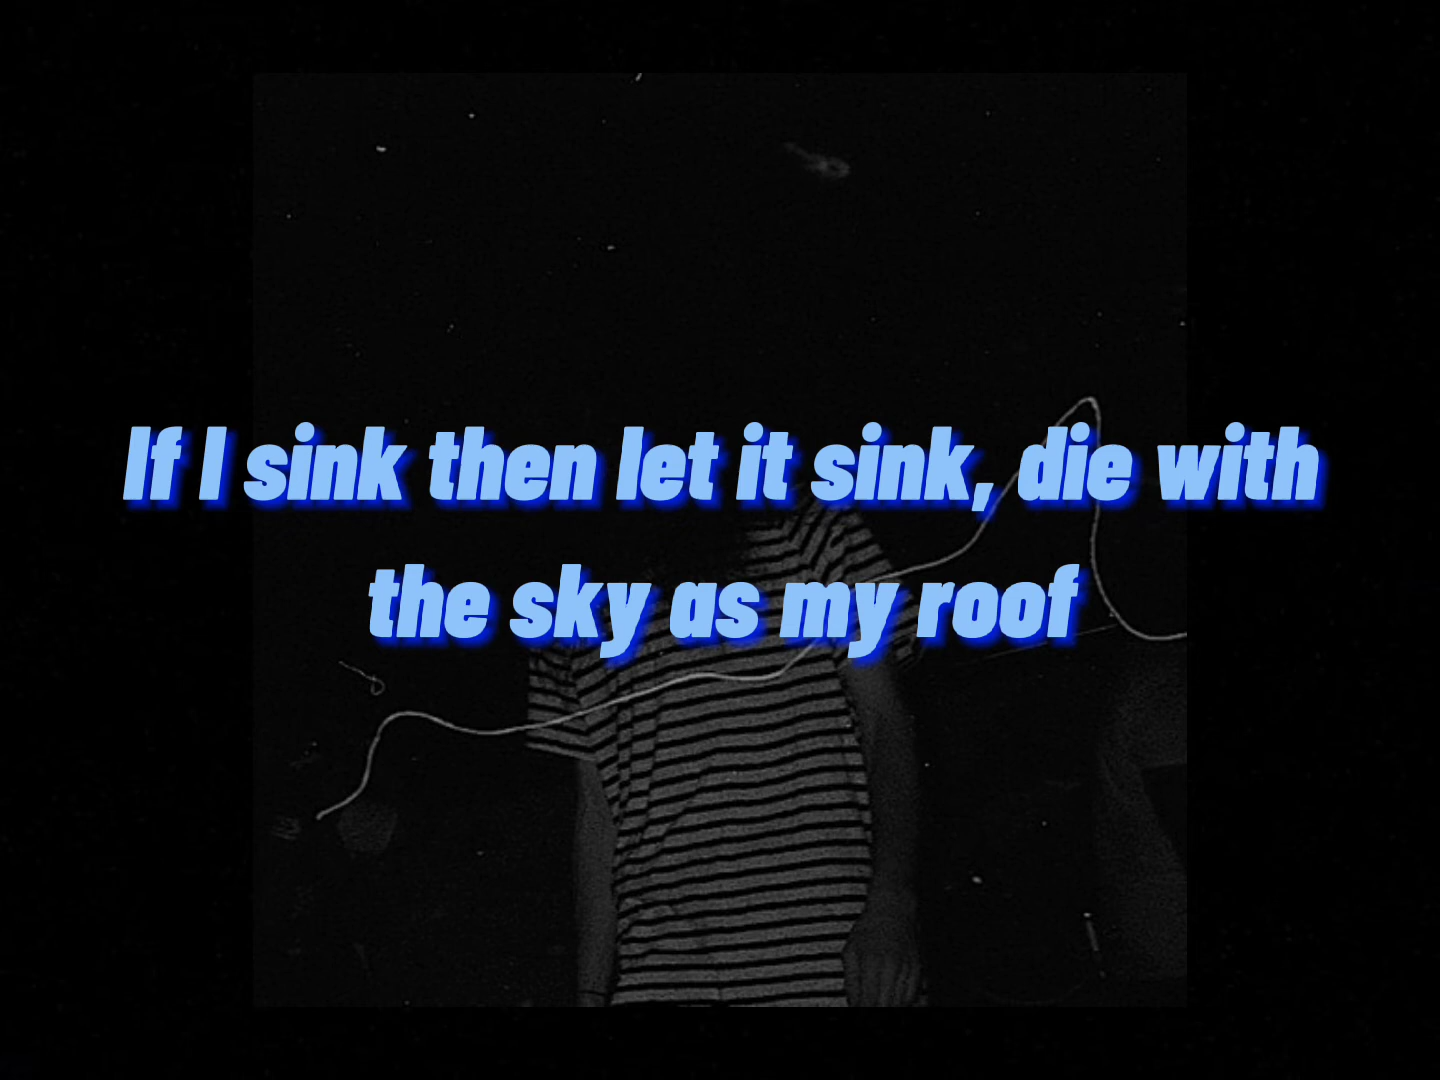 If I sink then let it sink, die with
the sky as my roof